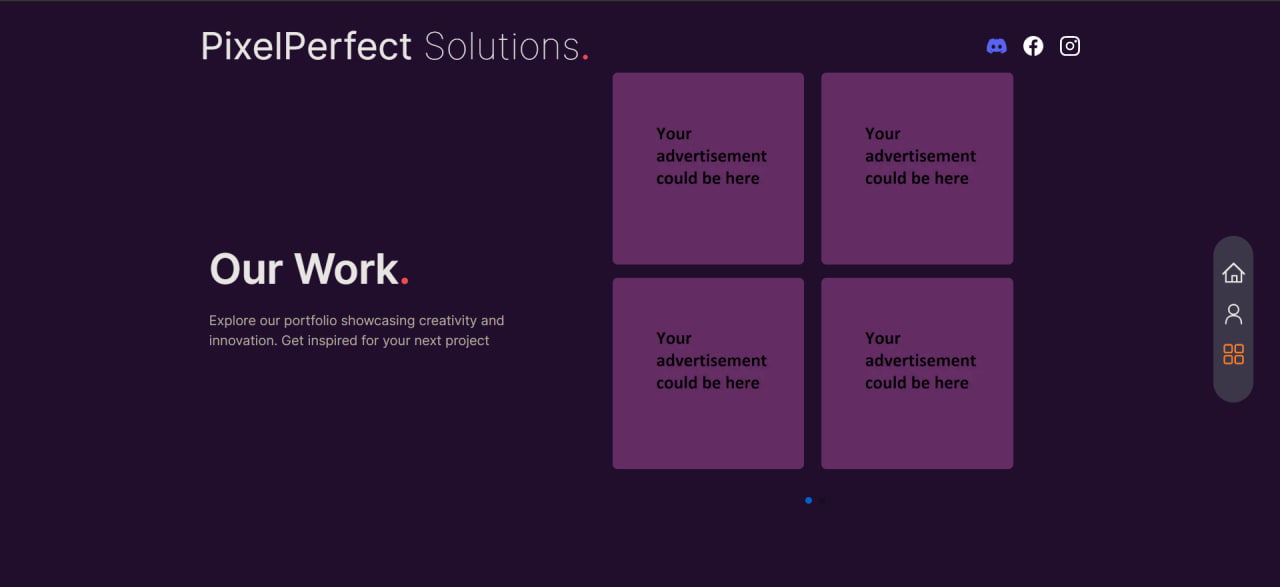 PixelPerfect Solutions.
Your
advertisement
could be here
Your
advertisement
could be here
Our Work.
Explore our portfolio showcasing creativity and
innovation. Get inspired for your next project
Your
advertisement
could be here
Your
advertisement
could be here